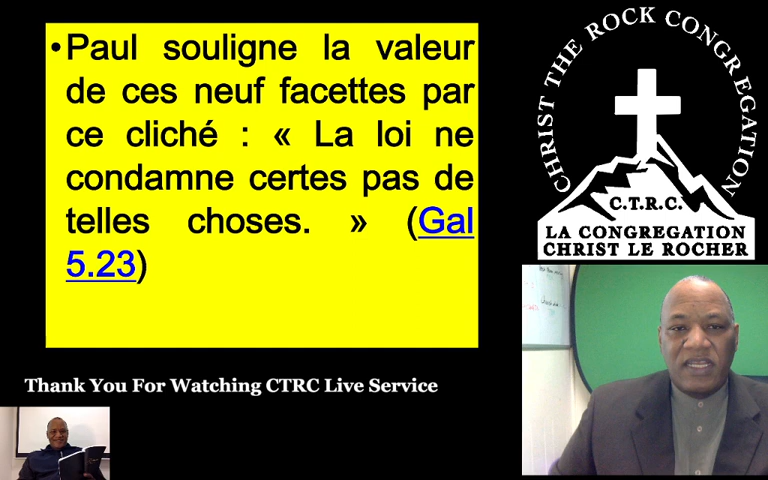 •Paul souligne la valeur
de ces neuf facettes par
ce cliché : « La loi ne
condamne certes pas de
telles choses. » (Gal
5.23)
CHRIST THE ROCK CONGREGATION
C.T.R.C.
LA CONGREGATION
CHRIST LE ROCHER
Thank You For Watching CTRC Live Service